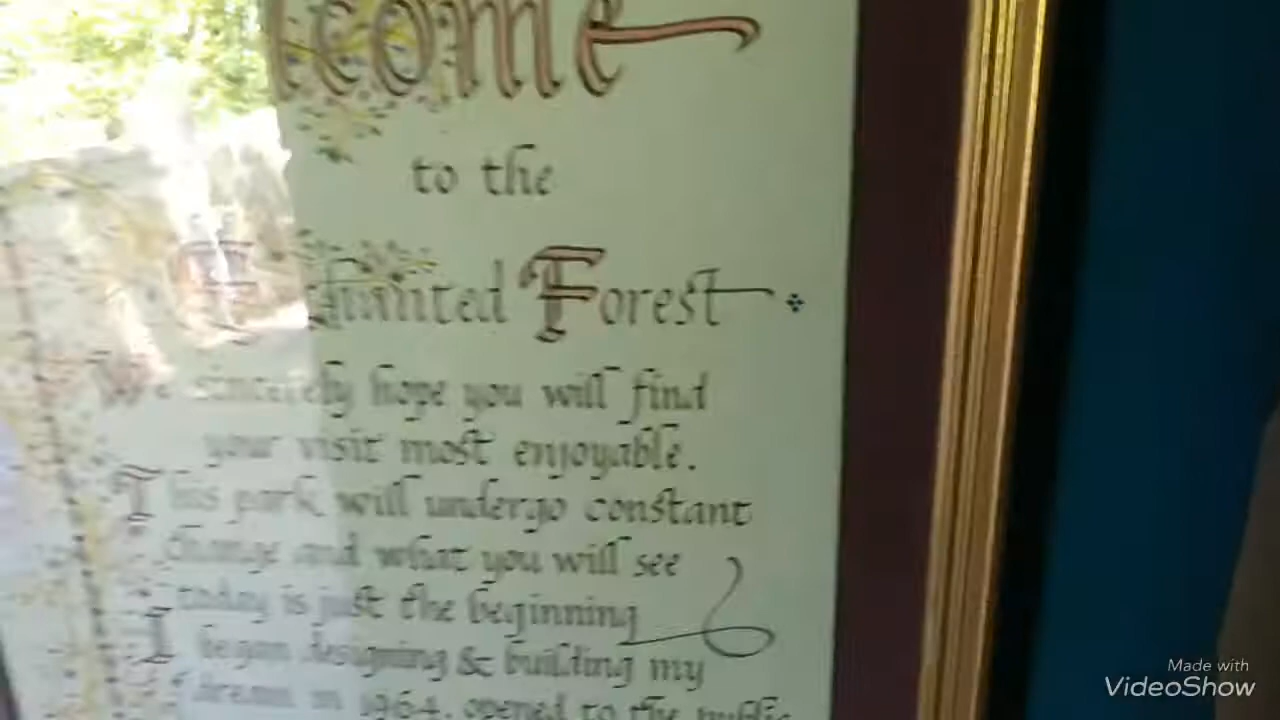 lcome
to the
Enchanted Forest
We sincerely hope you will find
your visit most enjoyable.
This park will undergo constant
change and what you will see
today is just the beginning
I began designing & building my
dream in 1964, opened to the public
Made with
VideoShow